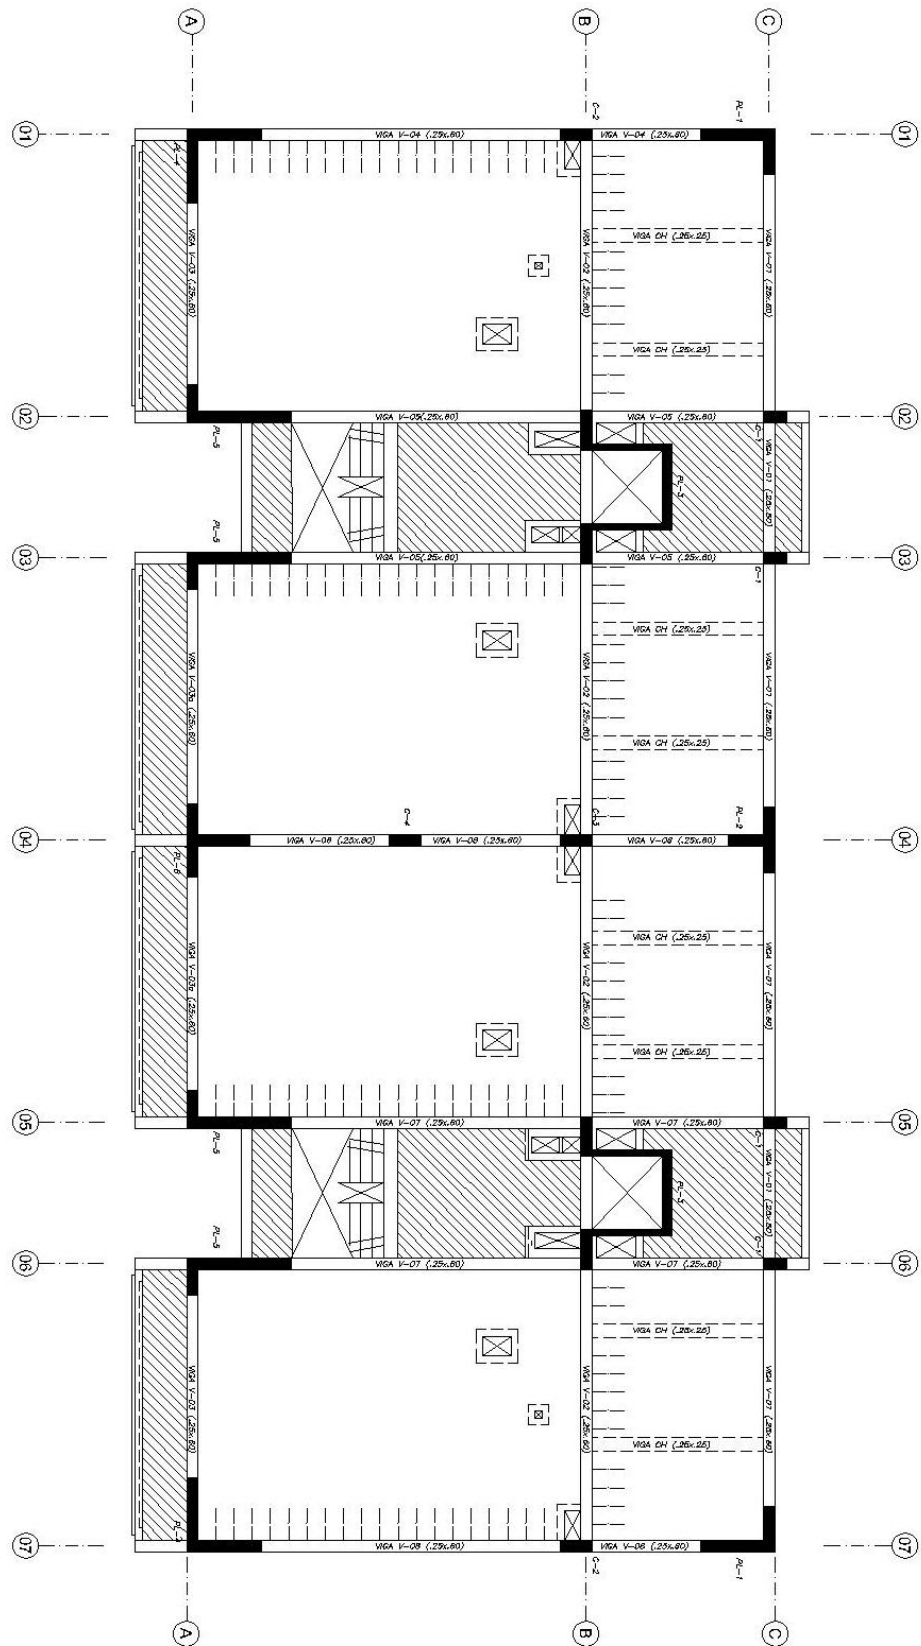 A
B
C
C-2
PL-1
01
VIGA V-04 (.25x.60)
VIGA V-04 (.25x.60)
01
PL-4
VIGA V-03 (.25x.60)
VIGA V-02 (.25x.60)
VIGA CH (.25x.25)
VIGA V-01 (.25x.60)
VIGA CH (.25x.25)
02
VIGA V-05(.25x.60)
VIGA V-05 (.25x.60)
02
PL-5
C-1
VIGA V-01 (.25x.60)
PL-3
PL-5
03
VIGA V-05(.25x.60)
VIGA V-05 (.25x.60)
03
C-1
VIGA CH (.25x.25)
VIGA V-03a (.25x.60)
VIGA V-02 (.25x.60)
VIGA V-01 (.25x.60)
VIGA CH (.25x.25)
C-4
C-3
PL-2
04
VIGA V-06 (.25x.60)
VIGA V-06 (.25x.60)
VIGA V-06 (.25x.60)
04
PL-6
VIGA CH (.25x.25)
VIGA V-03a (.25x.60)
VIGA V-02 (.25x.60)
VIGA V-01 (.25x.60)
VIGA CH (.25x.25)
05
VIGA V-07 (.25x.60)
VIGA V-07 (.25x.60)
05
PL-5
C-1
VIGA V-01 (.25x.60)
PL-3
PL-5
C-1
06
VIGA V-07 (.25x.60)
VIGA V-07 (.25x.60)
06
VIGA CH (.25x.25)
VIGA V-03 (.25x.60)
VIGA V-02 (.25x.60)
VIGA V-01 (.25x.60)
VIGA CH (.25x.25)
07
07
C-2
PL-1
A
B
C